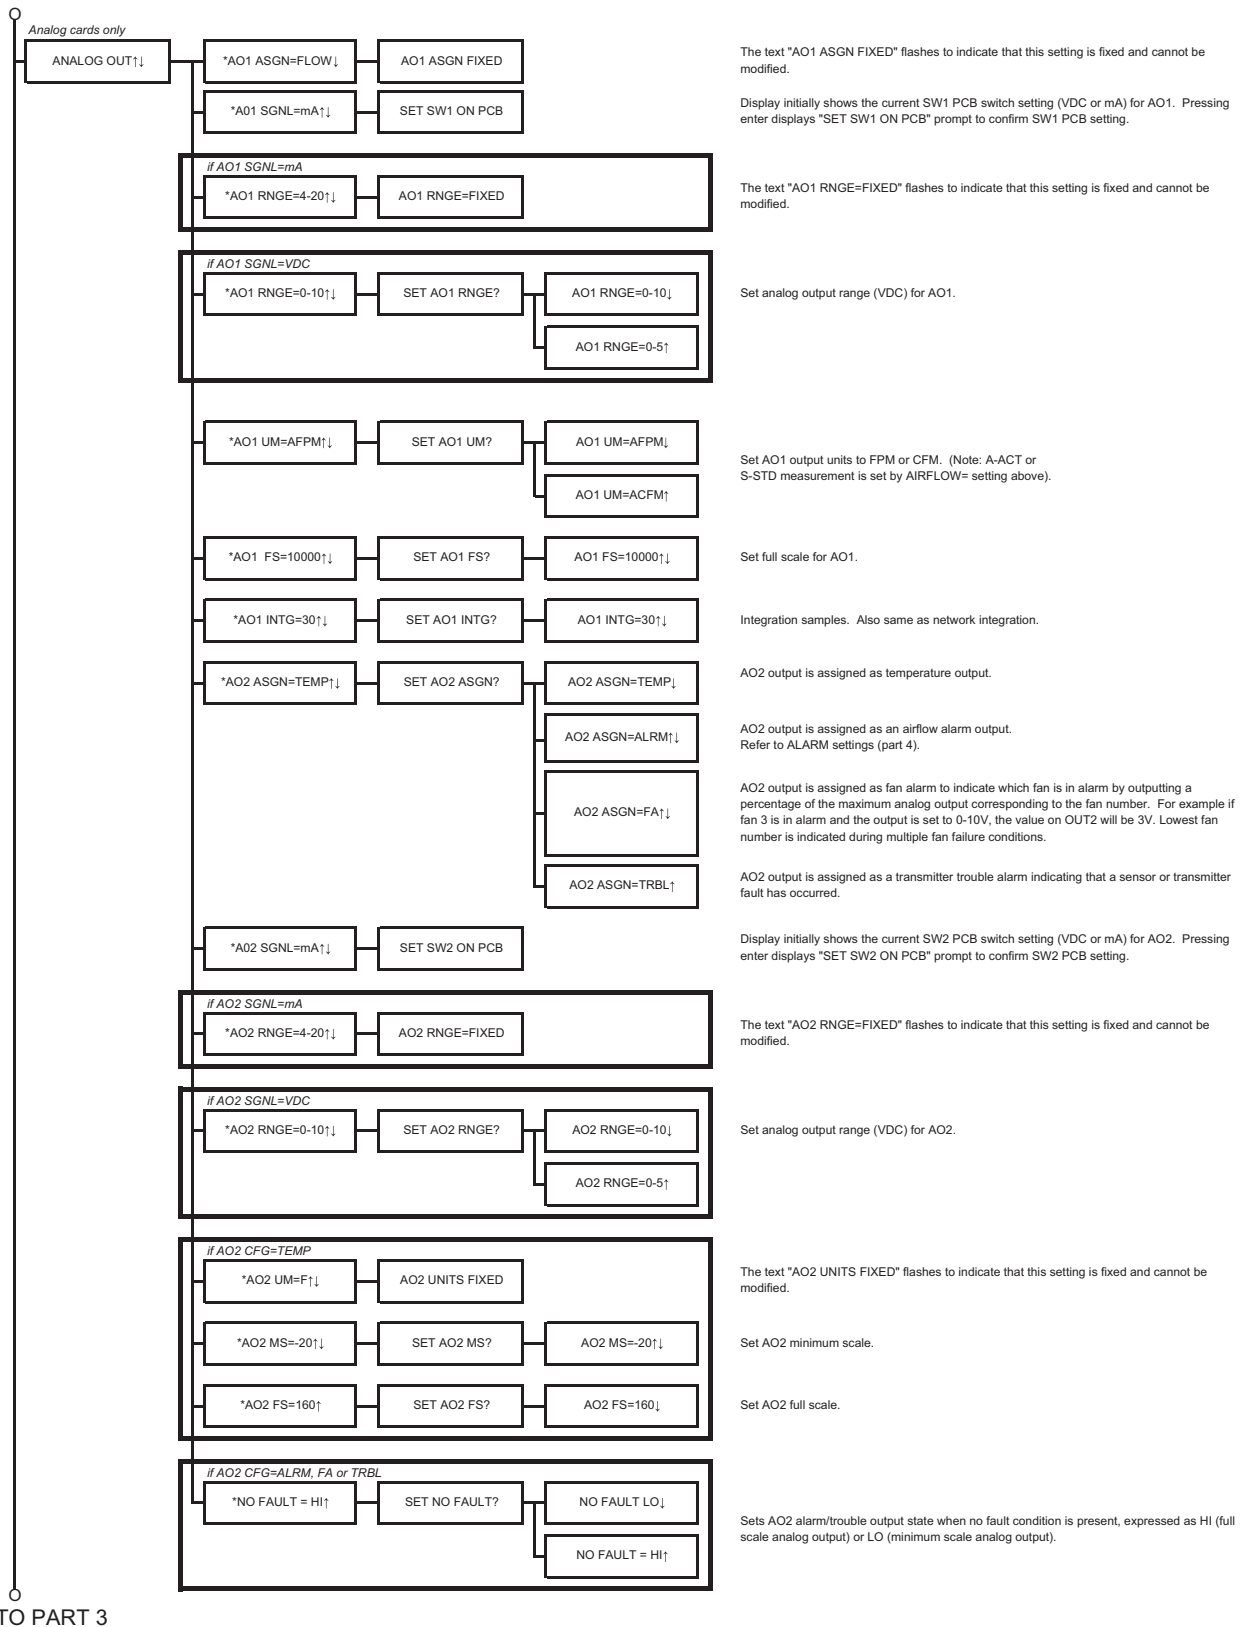 O
Analog cards only
ANALOG OUT↑↓
*AO1 ASGN=FLOW↓
AO1 ASGN FIXED
The text "AO1 ASGN FIXED" flashes to indicate that this setting is fixed and cannot be
modified.
*A01 SGNL=mA↑↓
SET SW1 ON PCB
Display initially shows the current SW1 PCB switch setting (VDC or mA) for AO1. Pressing
enter displays "SET SW1 ON PCB" prompt to confirm SW1 PCB setting.
if AO1 SGNL=mA
*AO1 RNGE=4-20↑↓
AO1 RNGE=FIXED
The text "AO1 RNGE=FIXED" flashes to indicate that this setting is fixed and cannot be
modified.
if AO1 SGNL=VDC
*AO1 RNGE=0-10↑↓
SET AO1 RNGE?
AO1 RNGE=0-10↓
Set analog output range (VDC) for AO1.
AO1 RNGE=0-5↑
*AO1 UM=AFPM↑↓
SET AO1 UM?
AO1 UM=AFPM↓
Set AO1 output units to FPM or CFM. (Note: A-ACT or
S-STD measurement is set by AIRFLOW= setting above).
AO1 UM=ACFM↑
*AO1 FS=10000↑↓
SET AO1 FS?
AO1 FS=10000↑↓
Set full scale for AO1.
*AO1 INTG=30↑↓
SET AO1 INTG?
AO1 INTG=30↑↓
Integration samples. Also same as network integration.
*AO2 ASGN=TEMP↑↓
SET AO2 ASGN?
AO2 ASGN=TEMP↓
AO2 output is assigned as temperature output.
AO2 ASGN=ALRM↑↓
AO2 output is assigned as an airflow alarm output.
Refer to ALARM settings (part 4).
AO2 ASGN=FA↑↓
AO2 output is assigned as fan alarm to indicate which fan is in alarm by outputting a
percentage of the maximum analog output corresponding to the fan number. For example if
fan 3 is in alarm and the output is set to 0-10V, the value on OUT2 will be 3V. Lowest fan
number is indicated during multiple fan failure conditions.
AO2 ASGN=TRBL↑
AO2 output is assigned as a transmitter trouble alarm indicating that a sensor or transmitter
fault has occurred.
*A02 SGNL=mA↑↓
SET SW2 ON PCB
Display initially shows the current SW2 PCB switch setting (VDC or mA) for AO2. Pressing
enter displays "SET SW2 ON PCB" prompt to confirm SW2 PCB setting.
if AO2 SGNL=mA
*AO2 RNGE=4-20↑↓
AO2 RNGE=FIXED
The text "AO2 RNGE=FIXED" flashes to indicate that this setting is fixed and cannot be
modified.
if AO2 SGNL=VDC
*AO2 RNGE=0-10↑↓
SET AO2 RNGE?
AO2 RNGE=0-10↓
Set analog output range (VDC) for AO2.
AO2 RNGE=0-5↑
if AO2 CFG=TEMP
*AO2 UM=F↑↓
AO2 UNITS FIXED
The text "AO2 UNITS FIXED" flashes to indicate that this setting is fixed and cannot be
modified.
*AO2 MS=-20↑↓
SET AO2 MS?
AO2 MS=-20↑↓
Set AO2 minimum scale.
*AO2 FS=160↑
SET AO2 FS?
AO2 FS=160↓
Set AO2 full scale.
if AO2 CFG=ALRM, FA or TRBL
*NO FAULT = HI↑
SET NO FAULT?
NO FAULT LO↓
Sets AO2 alarm/trouble output state when no fault condition is present, expressed as HI (full
scale analog output) or LO (minimum scale analog output).
NO FAULT = HI↑
O
TO PART 3